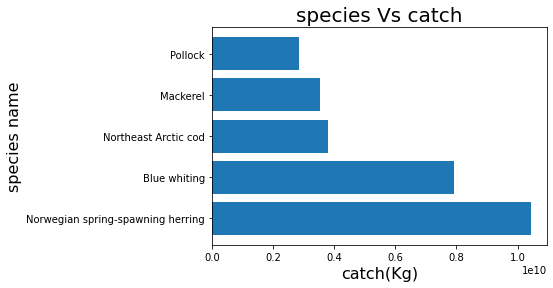 species Vs catch
species name
Pollock
Mackerel
Northeast Arctic cod
Blue whiting
Norwegian spring-spawning herring
0.0 0.2 0.4 0.6 0.8 1.0
1e10
catch(Kg)